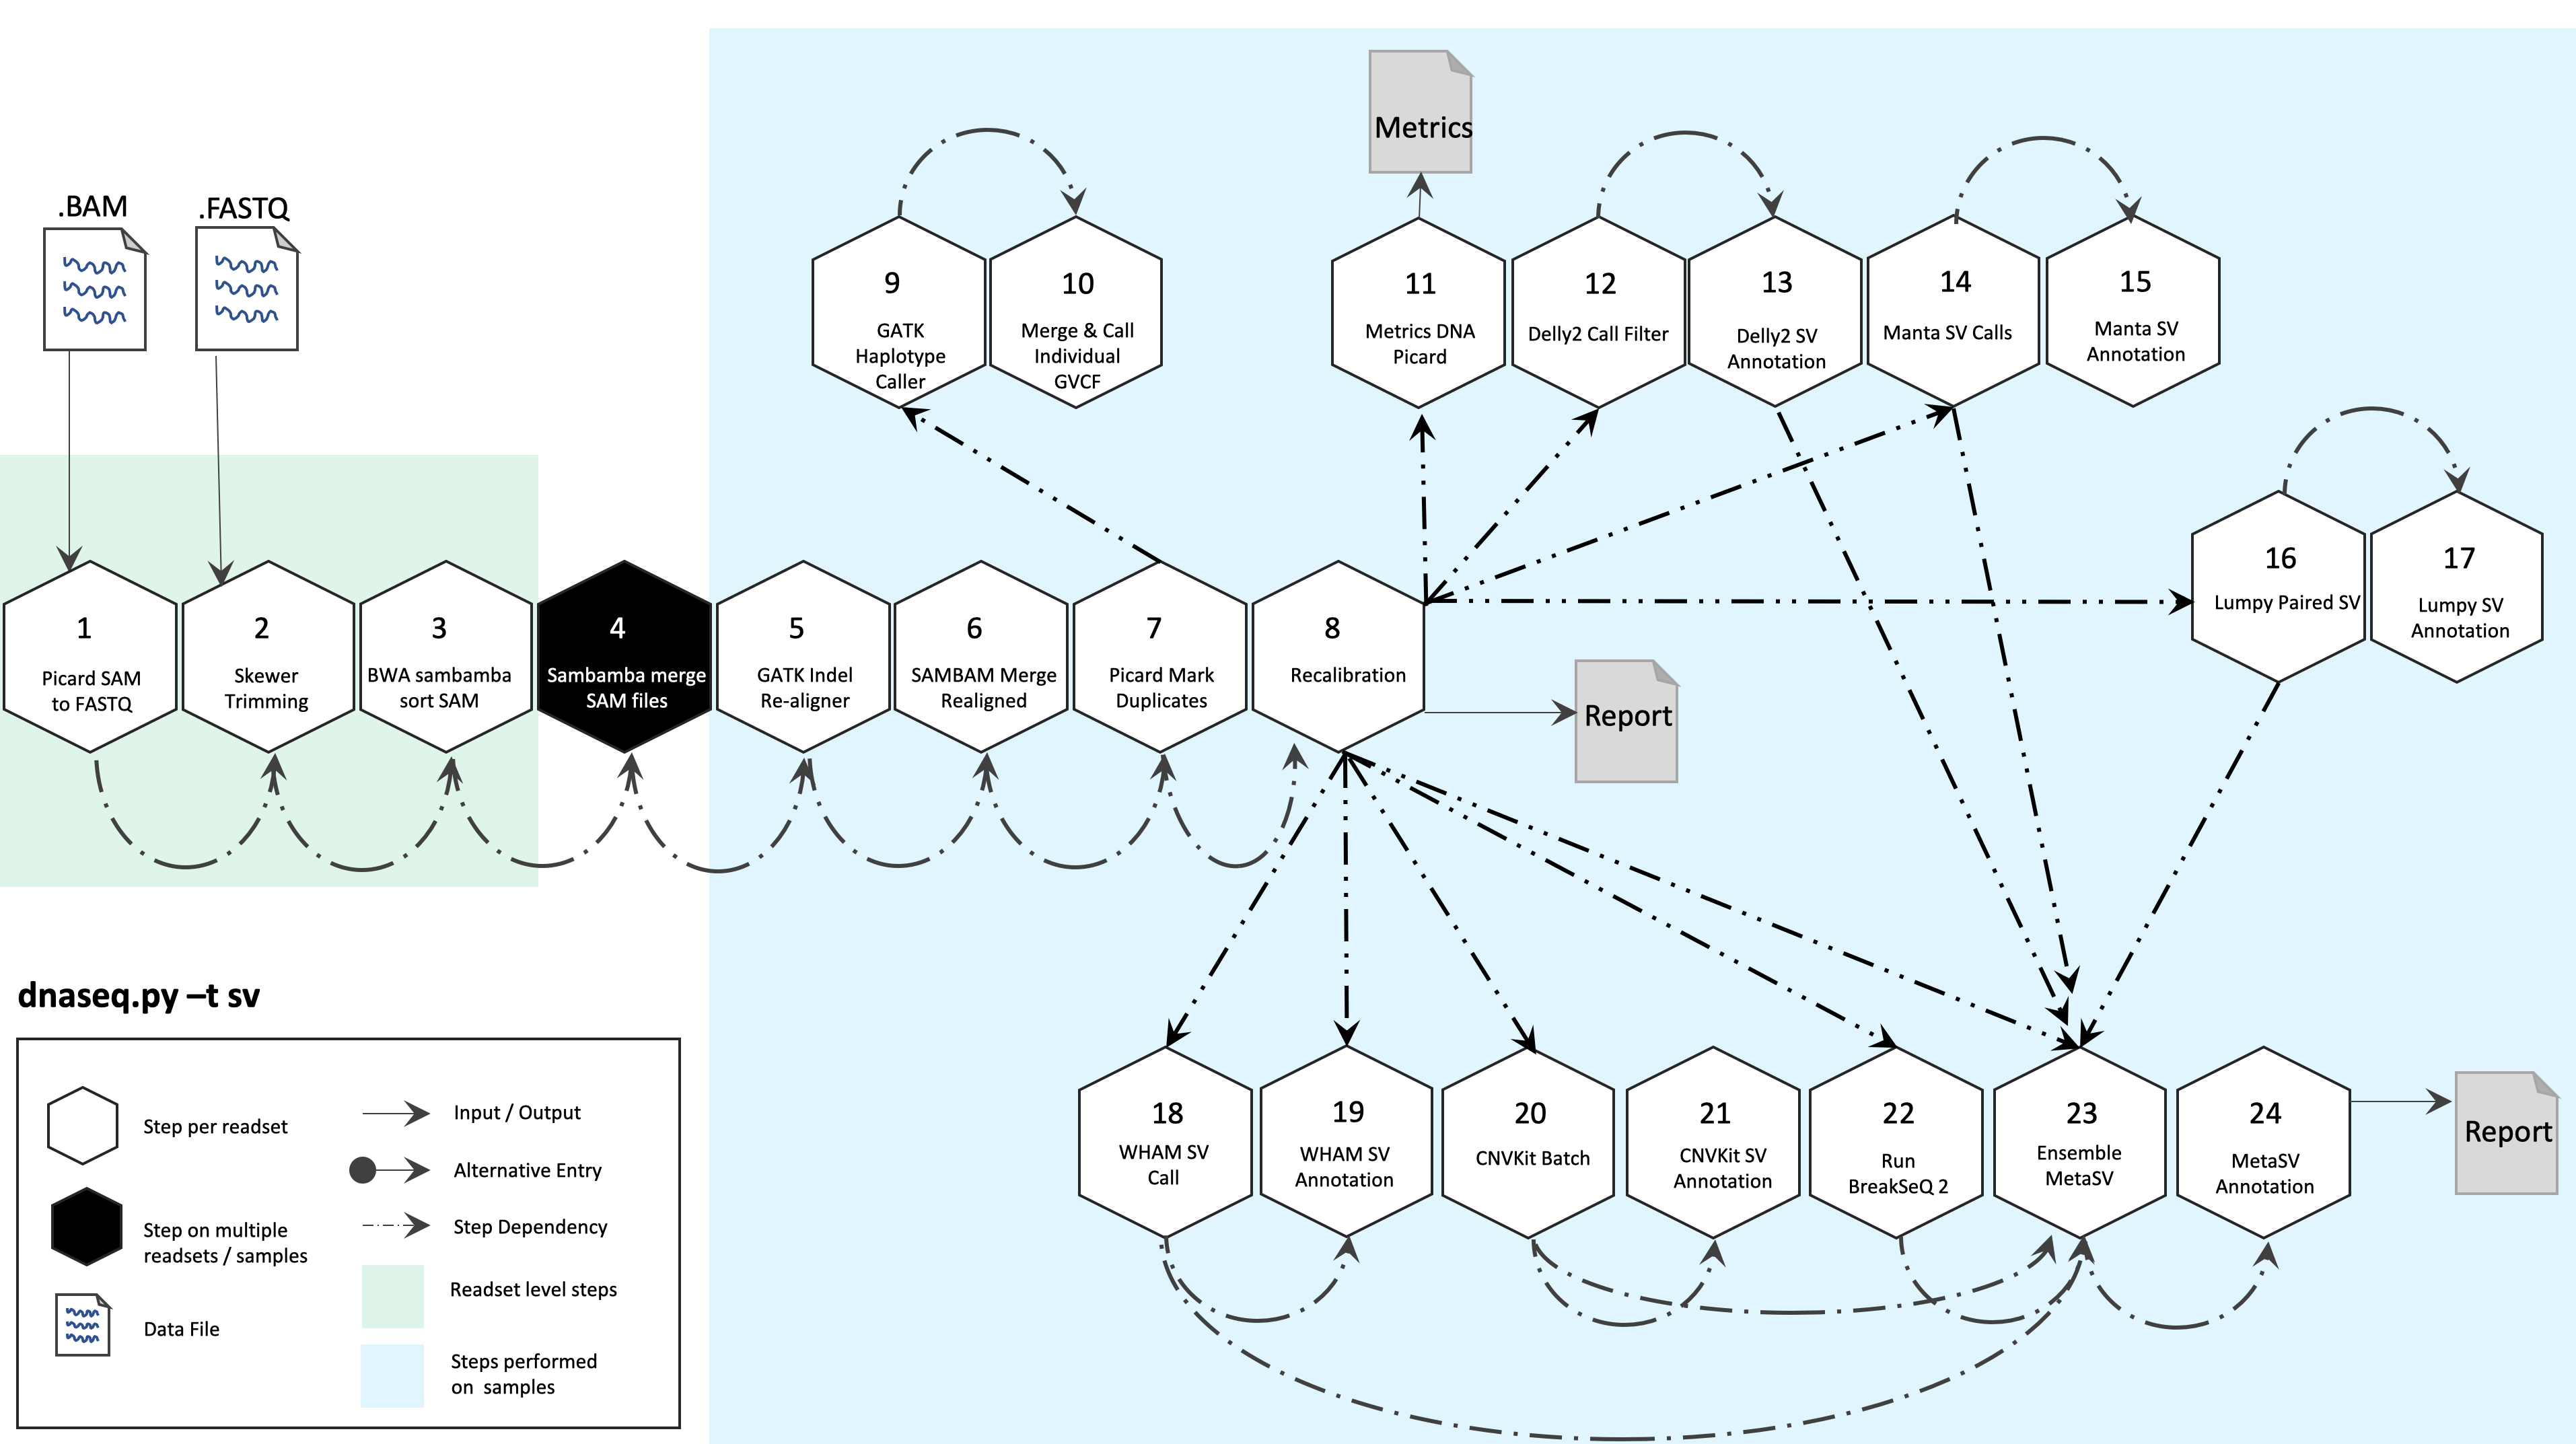 Metrics
.BAM
.FASTQ
9
GATK
Haplotype
Caller
10
Merge & Call
Individual
GVCF
11
Metrics DNA
Picard
12
Delly2 Call Filter
13
Delly2 SV
Annotation
14
Manta SV Calls
15
Manta SV
Annotation
16
Lumpy Paired SV
17
Lumpy SV
Annotation
1
Picard SAM
to FASTQ
2
Skewer
Trimming
3
BWA sambamba
sort SAM
4
Sambamba merge
SAM files
5
GATK Indel
Re-aligner
6
SAMBAM Merge
Realigned
7
Picard Mark
Duplicates
8
Recalibration
Report
18
WHAM SV
Call
19
WHAM SV
Annotation
20
CNVKit Batch
21
CNVKit SV
Annotation
22
Run
BreakSeQ 2
23
Ensemble
MetaSV
24
MetaSV
Annotation
Report
dnaseq.py –t sv
Step per readset
Step on multiple
readsets / samples
Data File
Input / Output
Alternative Entry
Step Dependency
Readset level steps
Steps performed
on samples